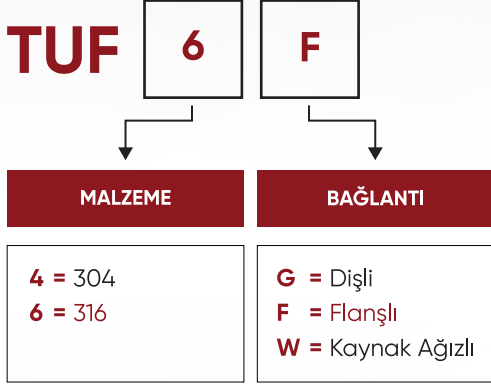 TUF 6 F
MALZEME
4 = 304
6 = 316
BAĞLANTI
G = Dişli
F = Flanşlı
W = Kaynak Ağızlı